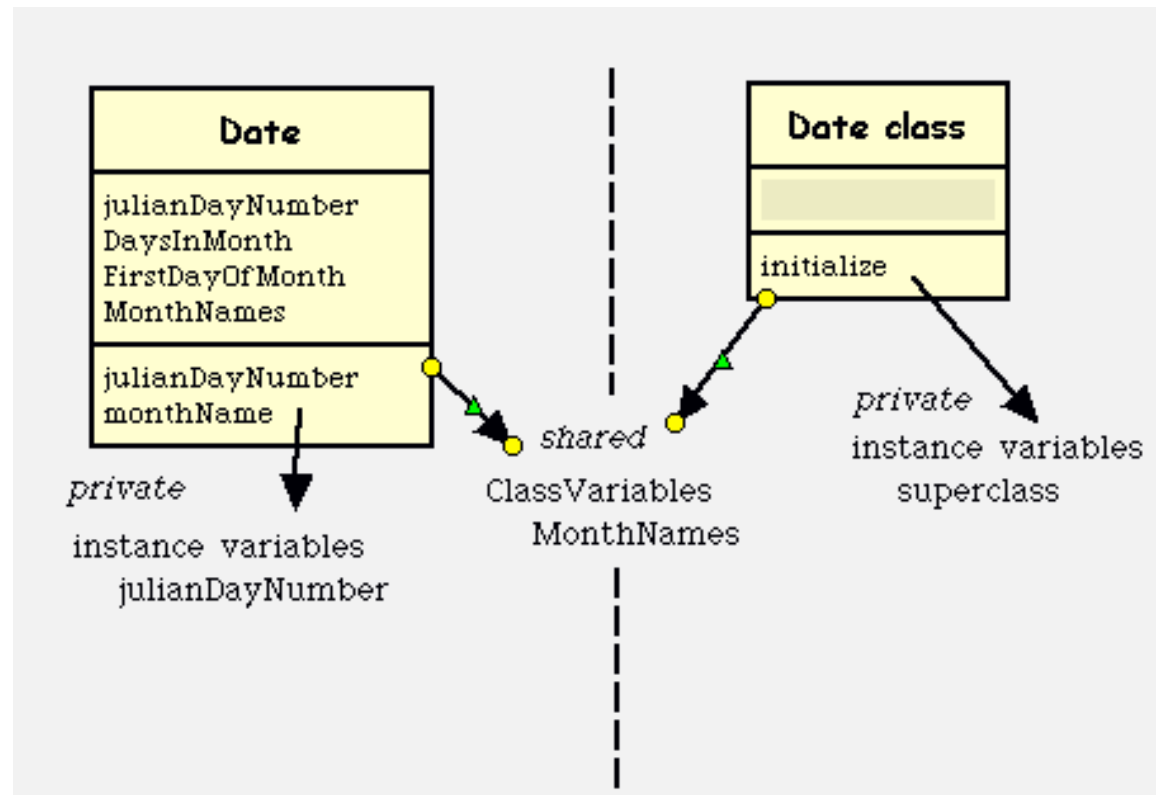 Date
julianDayNumber
DaysInMonth
FirstDayOfMonth
MonthNames
julianDayNumber
monthName
private
instance variables
julianDayNumber
shared
ClassVariables
MonthNames
Date class
initialize
private
instance variables
superclass